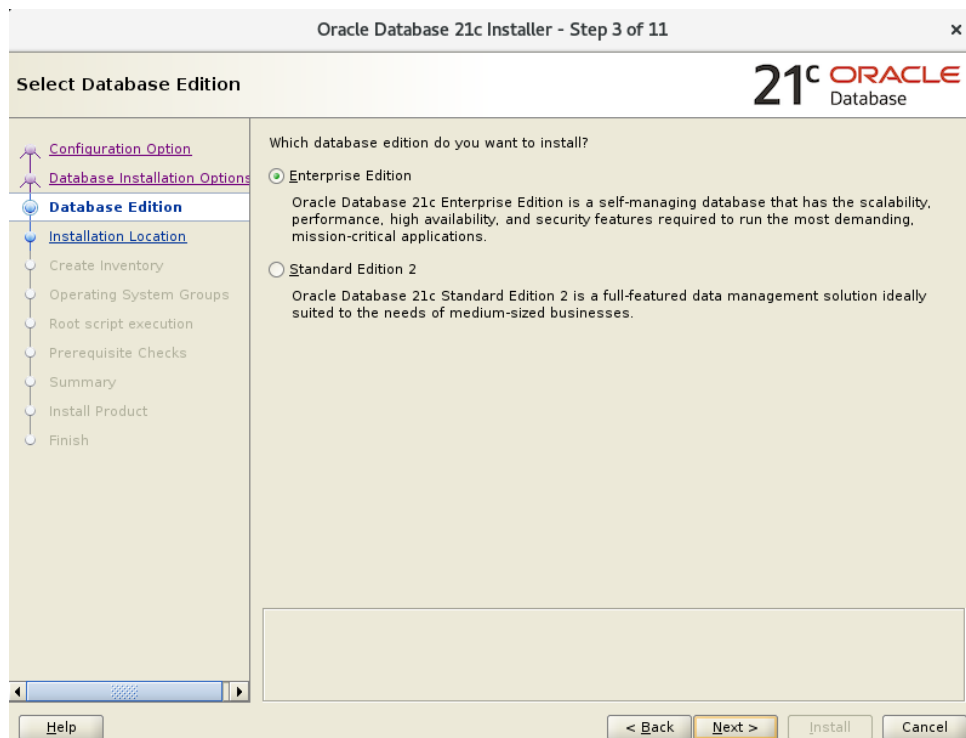 Oracle Database 21c Installer - Step 3 of 11
×
Select Database Edition
21c ORACLE
Database
Configuration Option
Database Installation Options
Database Edition
Installation Location
Create Inventory
Operating System Groups
Root script execution
Prerequisite Checks
Summary
Install Product
Finish
Which database edition do you want to install?
Enterprise Edition
Oracle Database 21c Enterprise Edition is a self-managing database that has the scalability,
performance, high availability, and security features required to run the most demanding,
mission-critical applications.
Standard Edition 2
Oracle Database 21c Standard Edition 2 is a full-featured data management solution ideally
suited to the needs of medium-sized businesses.
Help
< Back
Next >
Install
Cancel